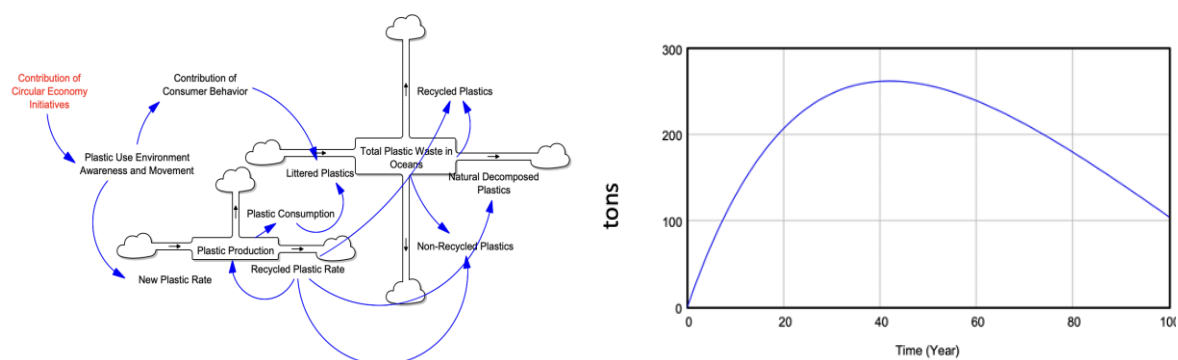 Contribution of
Circular Economy
Initiatives
Contribution of
Consumer Behavior
Recycled Plastics
Plastic Use Environment
Awareness and Movement
Total Plastic Waste in
Oceans
Littered Plastics
Natural Decomposed
Plastics
Plastic Consumption
Plastic Production
Non-Recycled Plastics
New Plastic Rate
Recycled Plastic Rate
300
200
100
0
tons
0
20
40
60
80
100
Time (Year)